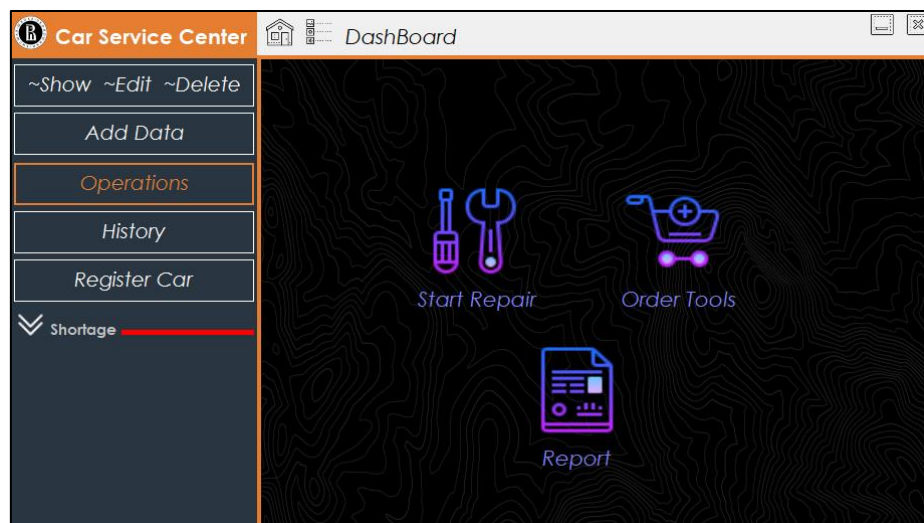 Car Service Center
DashBoard
~Show ~Edit ~Delete
Add Data
Operations
History
Register Car
Shortage
Start Repair
Order Tools
Report